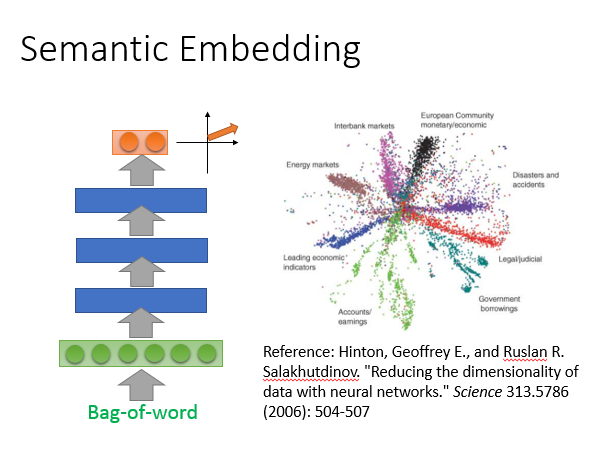 Semantic Embedding
European Community
monetary/economic
Interbank markets
Energy markets
Disasters and
accidents
Leading economic
indicators
Legal/judicial
Government
borrowings
Accounts/
earnings
Bag-of-word
Reference: Hinton, Geoffrey E., and Ruslan R.
Salakhutdinov. "Reducing the dimensionality of
data with neural networks." Science 313.5786
(2006): 504-507